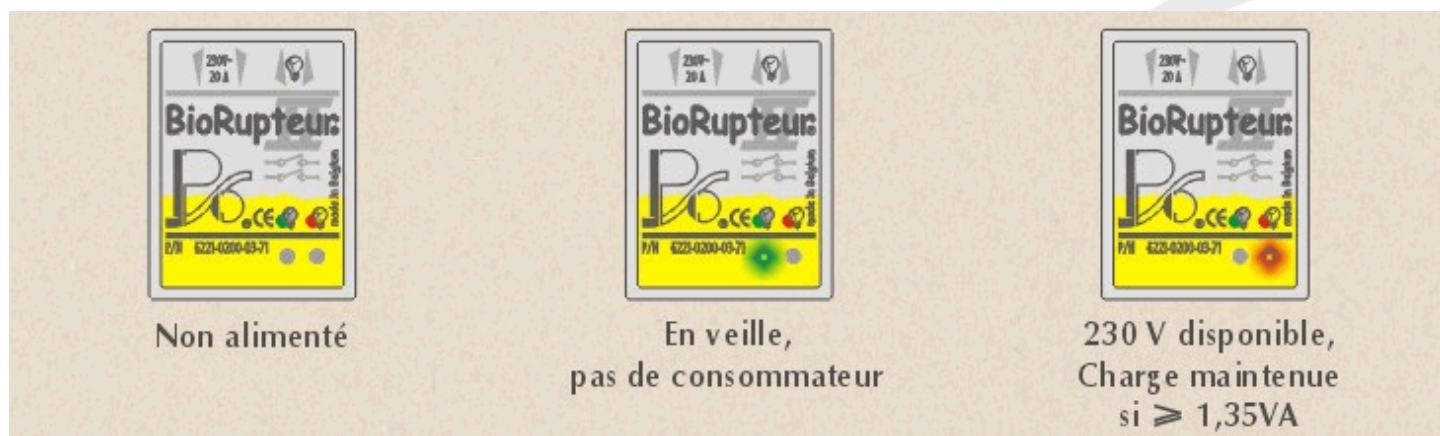 230V~
20 A
BioRupteur
II
made in Belgium
CE
P/N 6221-0200-03-71
Non alimenté
230V~
20 A
BioRupteur
II
made in Belgium
CE
P/N 6221-0200-03-71
En veille,
pas de consommateur
230V~
20 A
BioRupteur
II
made in Belgium
CE
P/N 6221-0200-03-71
230 V disponible,
Charge maintenue
si ⩾ 1,35VA